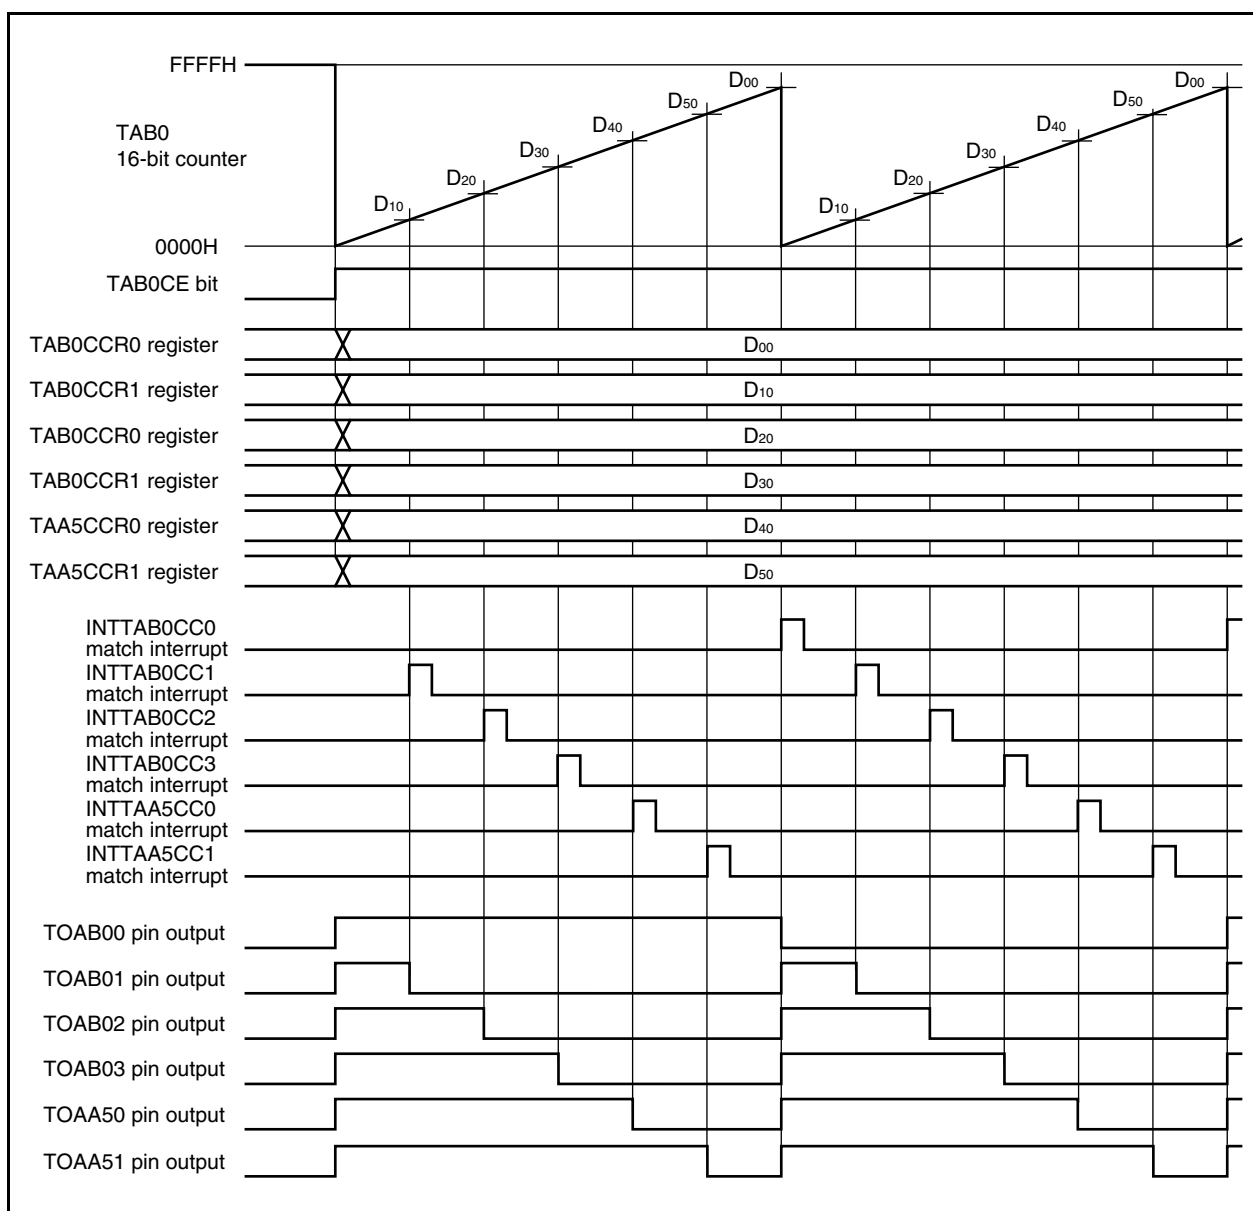 FFFFH
TAB0
16-bit counter
0000H
D10
D20
D30
D40
D50
D00
D10
D20
D30
D40
D50
D00
TAB0CE bit
TAB0CCR0 register
D00
TAB0CCR1 register
D10
TAB0CCR0 register
D20
TAB0CCR1 register
D30
TAA5CCR0 register
D40
TAA5CCR1 register
D50
INTTAB0CC0
match interrupt
INTTAB0CC1
match interrupt
INTTAB0CC2
match interrupt
INTTAB0CC3
match interrupt
INTTAA5CC0
match interrupt
INTTAA5CC1
match interrupt
TOAB00 pin output
TOAB01 pin output
TOAB02 pin output
TOAB03 pin output
TOAA50 pin output
TOAA51 pin output